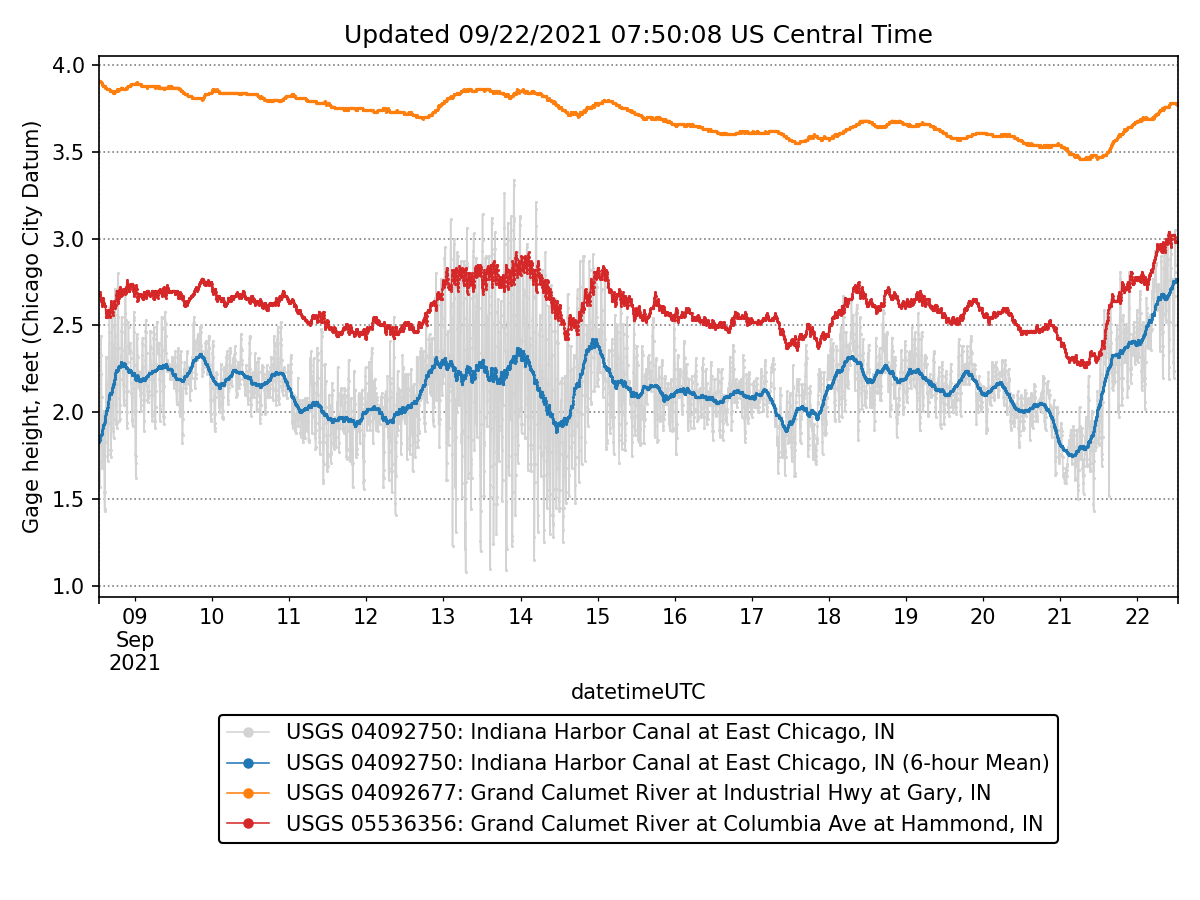 Updated 09/22/2021 07:50:08 US Central Time
Gage height, feet (Chicago City Datum)
4.0
3.5
3.0
2.5
2.0
1.5
1.0
09 10 11 12 13 14 15 16 17 18 19 20 21 22
Sep
2021
datetimeUTC
USGS 04092750: Indiana Harbor Canal at East Chicago, IN
USGS 04092750: Indiana Harbor Canal at East Chicago, IN (6-hour Mean)
USGS 04092677: Grand Calumet River at Industrial Hwy at Gary, IN
USGS 05536356: Grand Calumet River at Columbia Ave at Hammond, IN